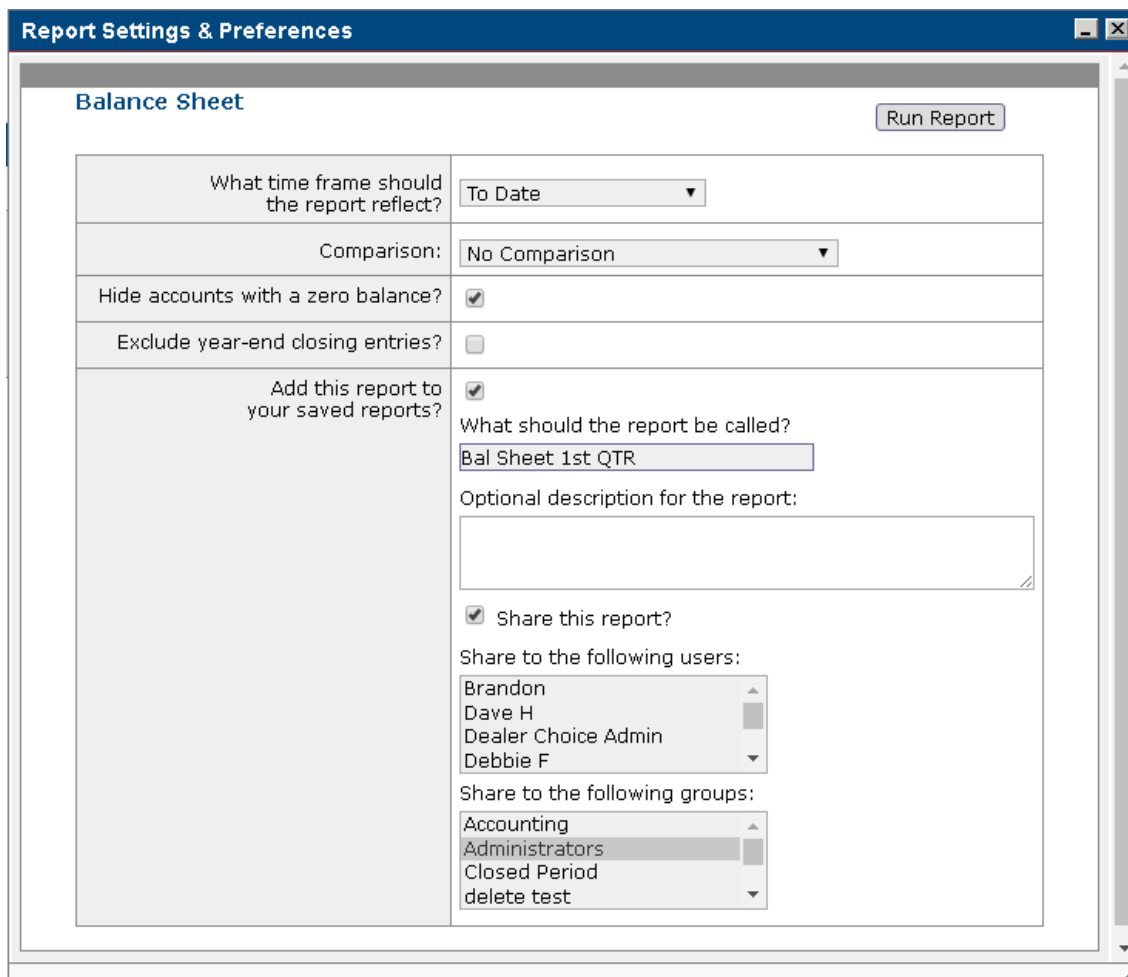 Report Settings & Preferences
Balance Sheet
Run Report
What time frame should
the report reflect?
To Date
Comparison:
No Comparison
Hide accounts with a zero balance?
Exclude year-end closing entries?
Add this report to
your saved reports?
What should the report be called?
Bal Sheet 1st QTR
Optional description for the report:
Share this report?
Share to the following users:
Brandon
Dave H
Dealer Choice Admin
Debbie F
Share to the following groups:
Accounting
Administrators
Closed Period
delete test